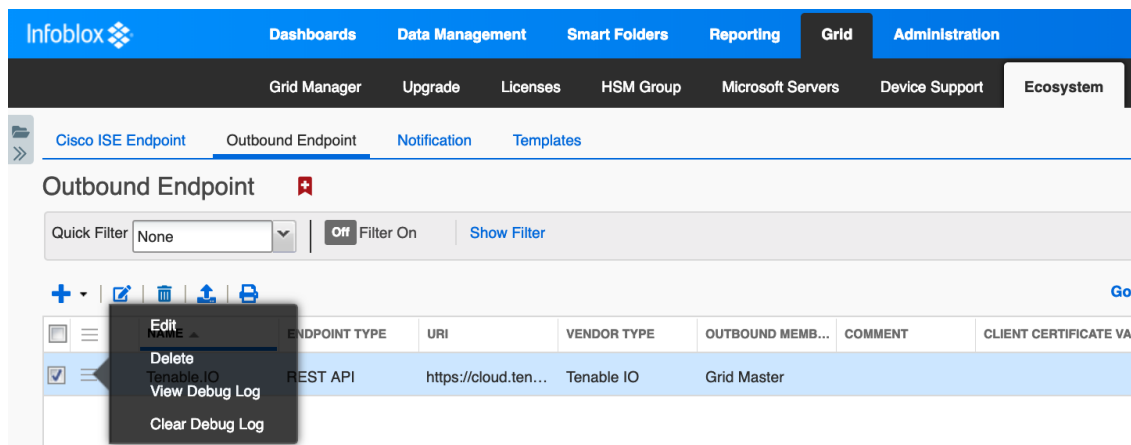 Infoblox Dashboards Data Management Smart Folders Reporting Grid Administration
Grid Manager Upgrade Licenses HSM Group Microsoft Servers Device Support Ecosystem
Cisco ISE Endpoint Outbound Endpoint Notification Templates
Outbound Endpoint
Quick Filter None Off Filter On Show Filter
Go
Edit
NAME ENDPOINT TYPE URI VENDOR TYPE OUTBOUND MEMB... COMMENT CLIENT CERTIFICATE VA
Delete
Tenable.IO REST API https://cloud.ten... Tenable IO Grid Master
View Debug Log
Clear Debug Log